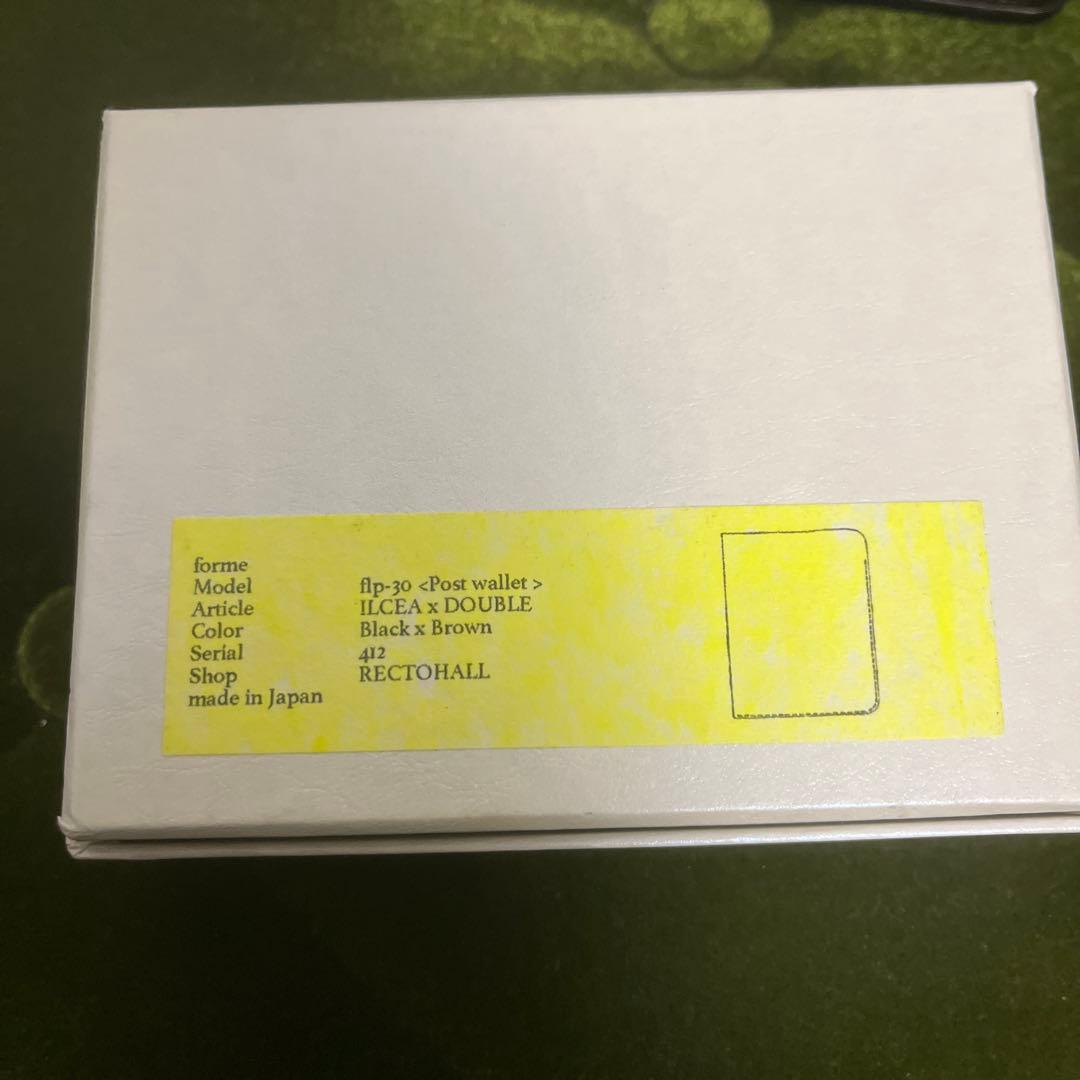 forme
Model flp-30 <Post wallet >
Article ILCEA x DOUBLE
Color Black x Brown
Serial 412
Shop RECTOHALL
made in Japan